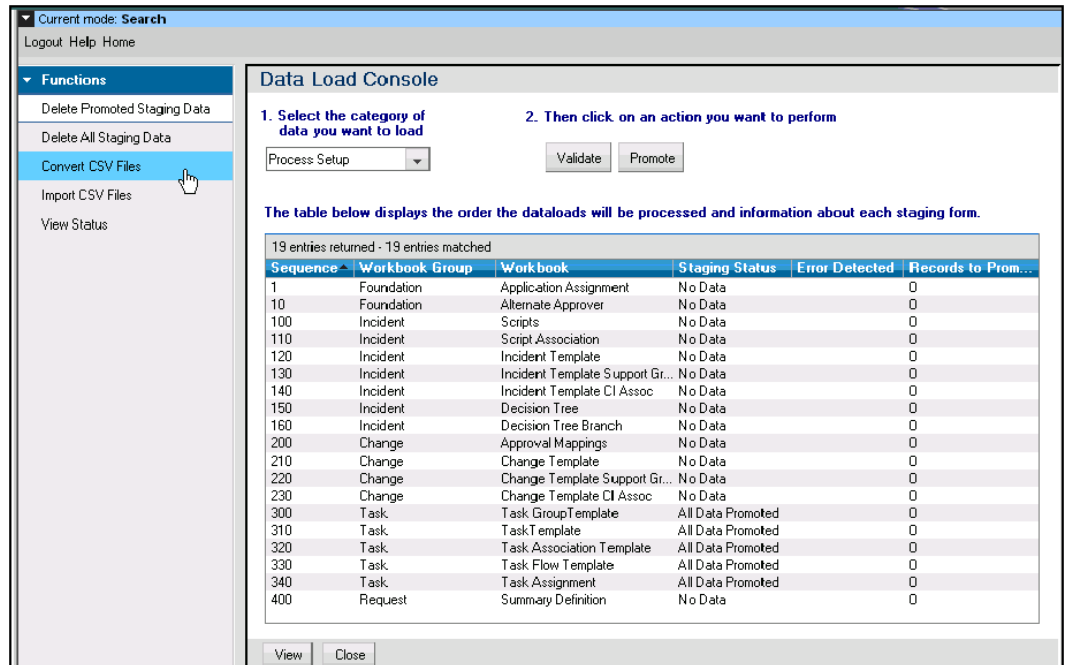 Current mode: Search
Logout Help Home
Functions
Delete Promoted Staging Data
Delete All Staging Data
Convert CSV Files
Import CSV Files
View Status
Data Load Console
1. Select the category of data you want to load
2. Then click on an action you want to perform
Process Setup
Validate Promote
The table below displays the order the dataloads will be processed and information about each staging form.
19 entries returned - 19 entries matched
Sequence Workbook Group Workbook Staging Status Error Detected Records to Prom...
1 Foundation Application Assignment No Data 0
10 Foundation Alternate Approver No Data 0
100 Incident Scripts No Data 0
110 Incident Script Association No Data 0
120 Incident Incident Template No Data 0
130 Incident Incident Template Support Gr... No Data 0
140 Incident Incident Template CI Assoc No Data 0
150 Incident Decision Tree No Data 0
160 Incident Decision Tree Branch No Data 0
200 Change Approval Mappings No Data 0
210 Change Change Template No Data 0
220 Change Change Template Support Gr... No Data 0
230 Change Change Template CI Assoc No Data 0
300 Task Task GroupTemplate All Data Promoted 0
310 Task TaskTemplate All Data Promoted 0
320 Task Task Association Template All Data Promoted 0
330 Task Task Flow Template All Data Promoted 0
340 Task Task Assignment All Data Promoted 0
400 Request Summary Definition No Data 0
View Close